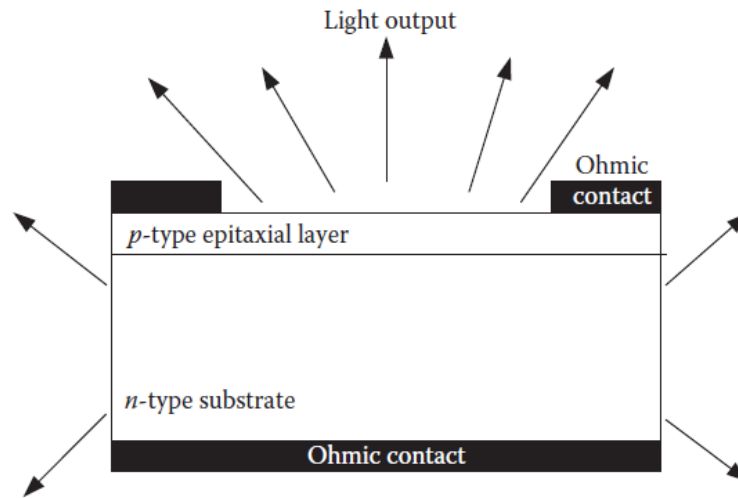 Light output
Ohmic
contact
p-type epitaxial layer
n-type substrate
Ohmic contact